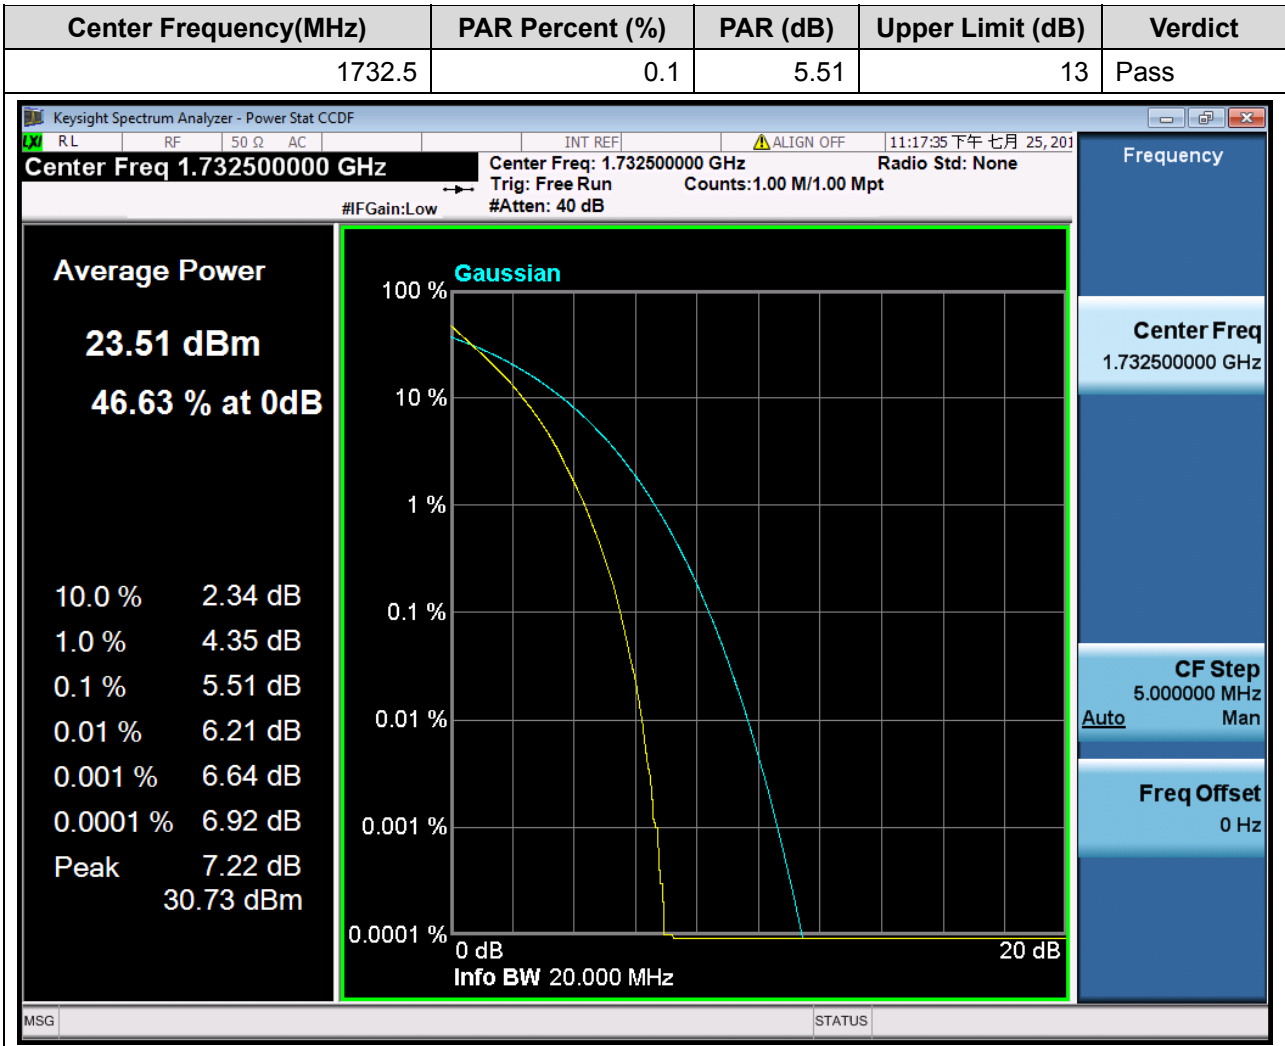 Center Frequency(MHz) PAR Percent (%) PAR (dB) Upper Limit (dB) Verdict
1732.5 0.1 5.51 13 Pass
Keysight Spectrum Analyzer - Power Stat CCDF
LXI RL RF 50 Ω AC INT REF ALIGN OFF 11:17:35 下午 七月 25, 201
Center Freq 1.732500000 GHz
Center Freq: 1.732500000 GHz Radio Std: None
Trig: Free Run Counts:1.00 M/1.00 Mpt
#IFGain:Low #Atten: 40 dB
Average Power
23.51 dBm
46.63 % at 0dB
10.0 % 2.34 dB
1.0 % 4.35 dB
0.1 % 5.51 dB
0.01 % 6.21 dB
0.001 % 6.64 dB
0.0001 % 6.92 dB
Peak 7.22 dB
30.73 dBm
Gaussian
100 %
10 %
1 %
0.1 %
0.01 %
0.001 %
0.0001 %
0 dB 20 dB
Info BW 20.000 MHz
Frequency
Center Freq
1.732500000 GHz
CF Step
5.000000 MHz
Auto Man
Freq Offset
0 Hz
MSG STATUS